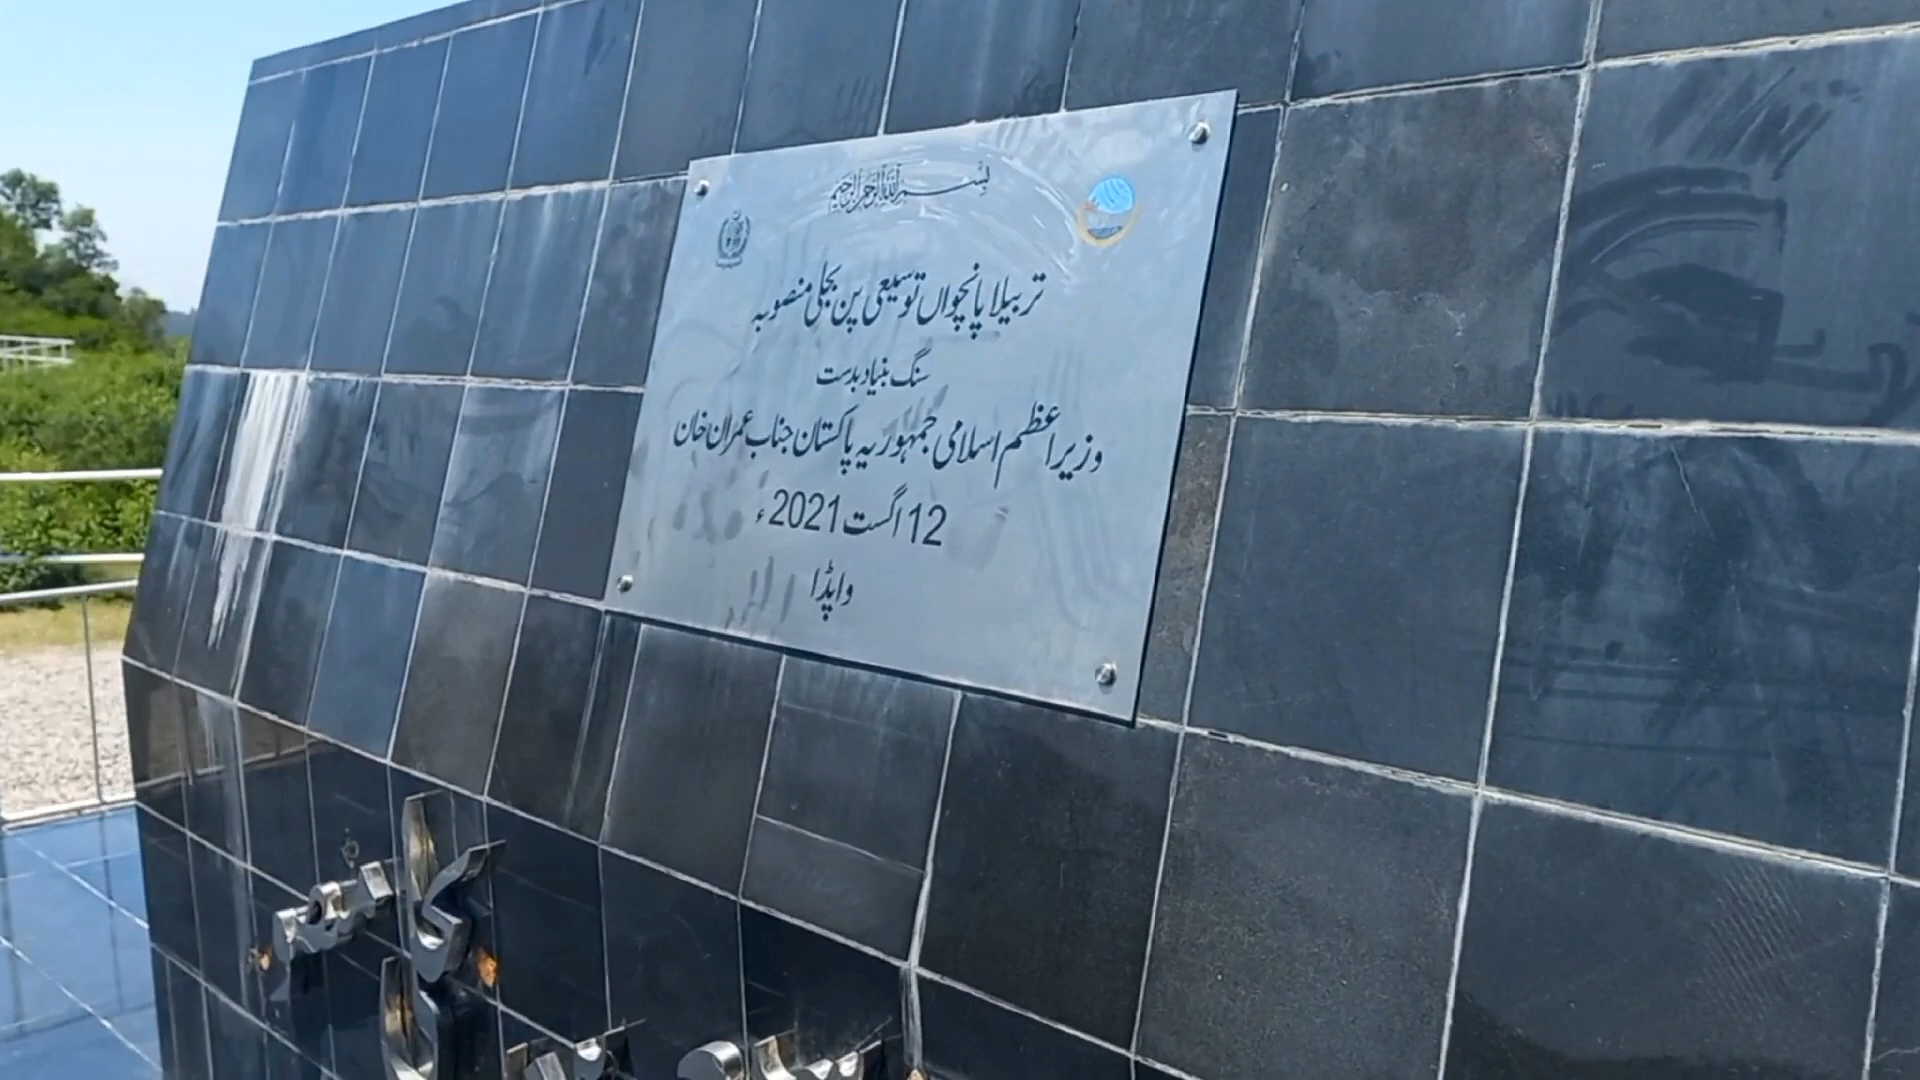 بسم الله الرحمن الرحیم
تربیلا پانچواں توسیعی پن بجلی منصوبہ
سنگ بنیاد بدست
وزیراعظم اسلامی جمہوریہ پاکستان جناب عمران خان
12 اگست 2021ء
واپڈا